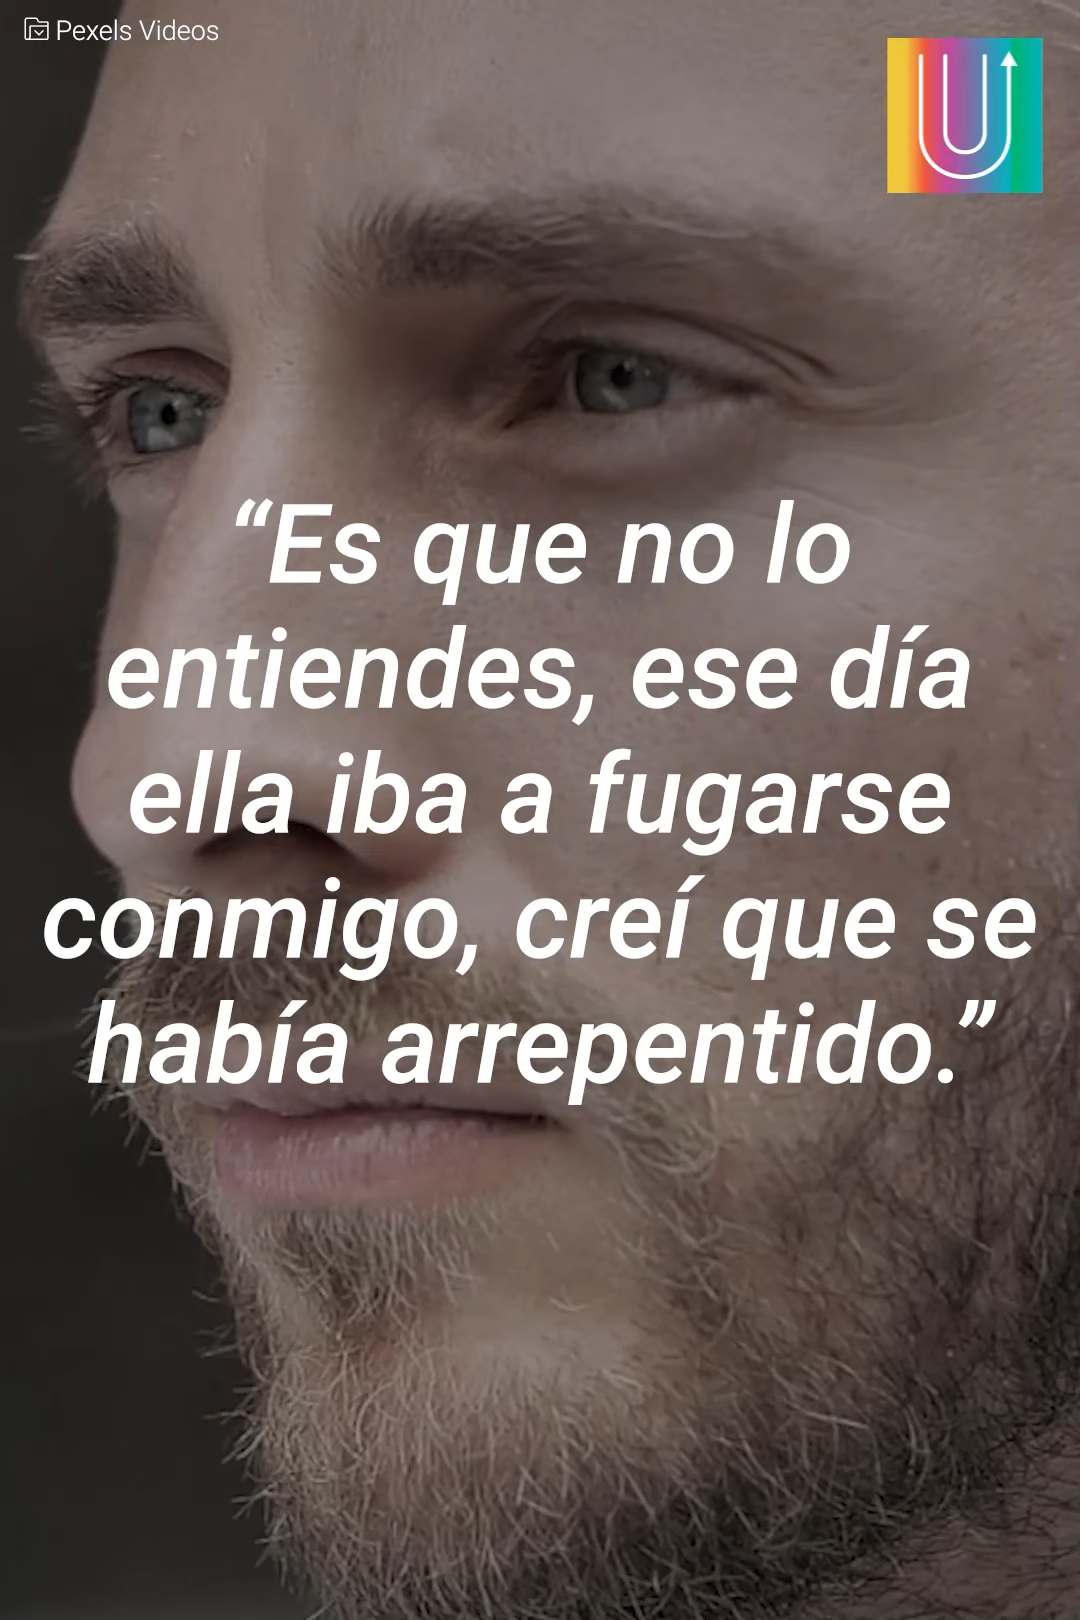 Pexels Videos
U
“Es que no lo
entiendes, ese día
ella iba a fugarse
conmigo, creí que se
había arrepentido.”